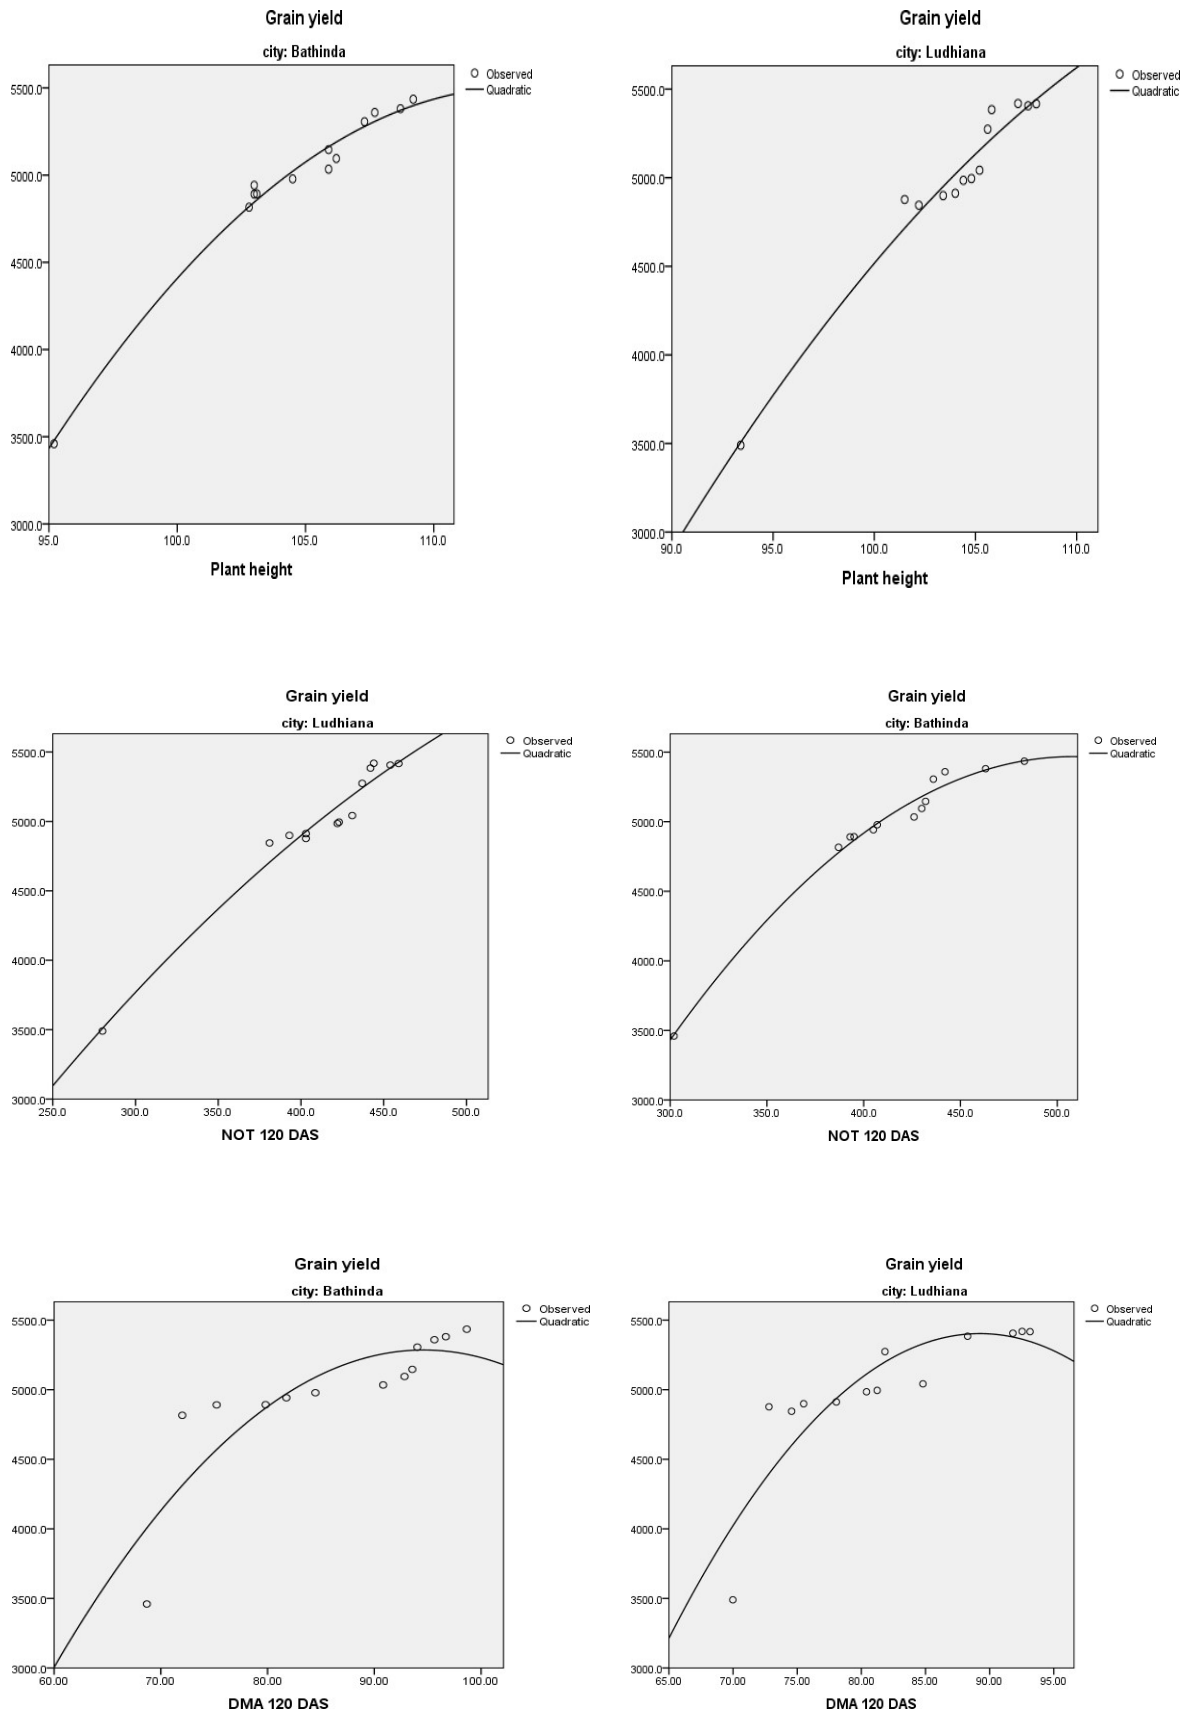 Grain yield
city: Bathinda
Observed
Quadratic
5500.0
5000.0
4500.0
4000.0
3500.0
3000.0
95.0 100.0 105.0 110.0
Plant height
Grain yield
city: Ludhiana
Observed
Quadratic
5500.0
5000.0
4500.0
4000.0
3500.0
3000.0
90.0 95.0 100.0 105.0 110.0
Plant height
Grain yield
city: Ludhiana
Observed
Quadratic
5500.0
5000.0
4500.0
4000.0
3500.0
3000.0
250.0 300.0 350.0 400.0 450.0 500.0
NOT 120 DAS
Grain yield
city: Bathinda
Observed
Quadratic
5500.0
5000.0
4500.0
4000.0
3500.0
3000.0
300.0 350.0 400.0 450.0 500.0
NOT 120 DAS
Grain yield
city: Bathinda
Observed
Quadratic
5500.0
5000.0
4500.0
4000.0
3500.0
3000.0
60.00 70.00 80.00 90.00 100.00
DMA 120 DAS
Grain yield
city: Ludhiana
Observed
Quadratic
5500.0
5000.0
4500.0
4000.0
3500.0
3000.0
65.00 70.00 75.00 80.00 85.00 90.00 95.00
DMA 120 DAS